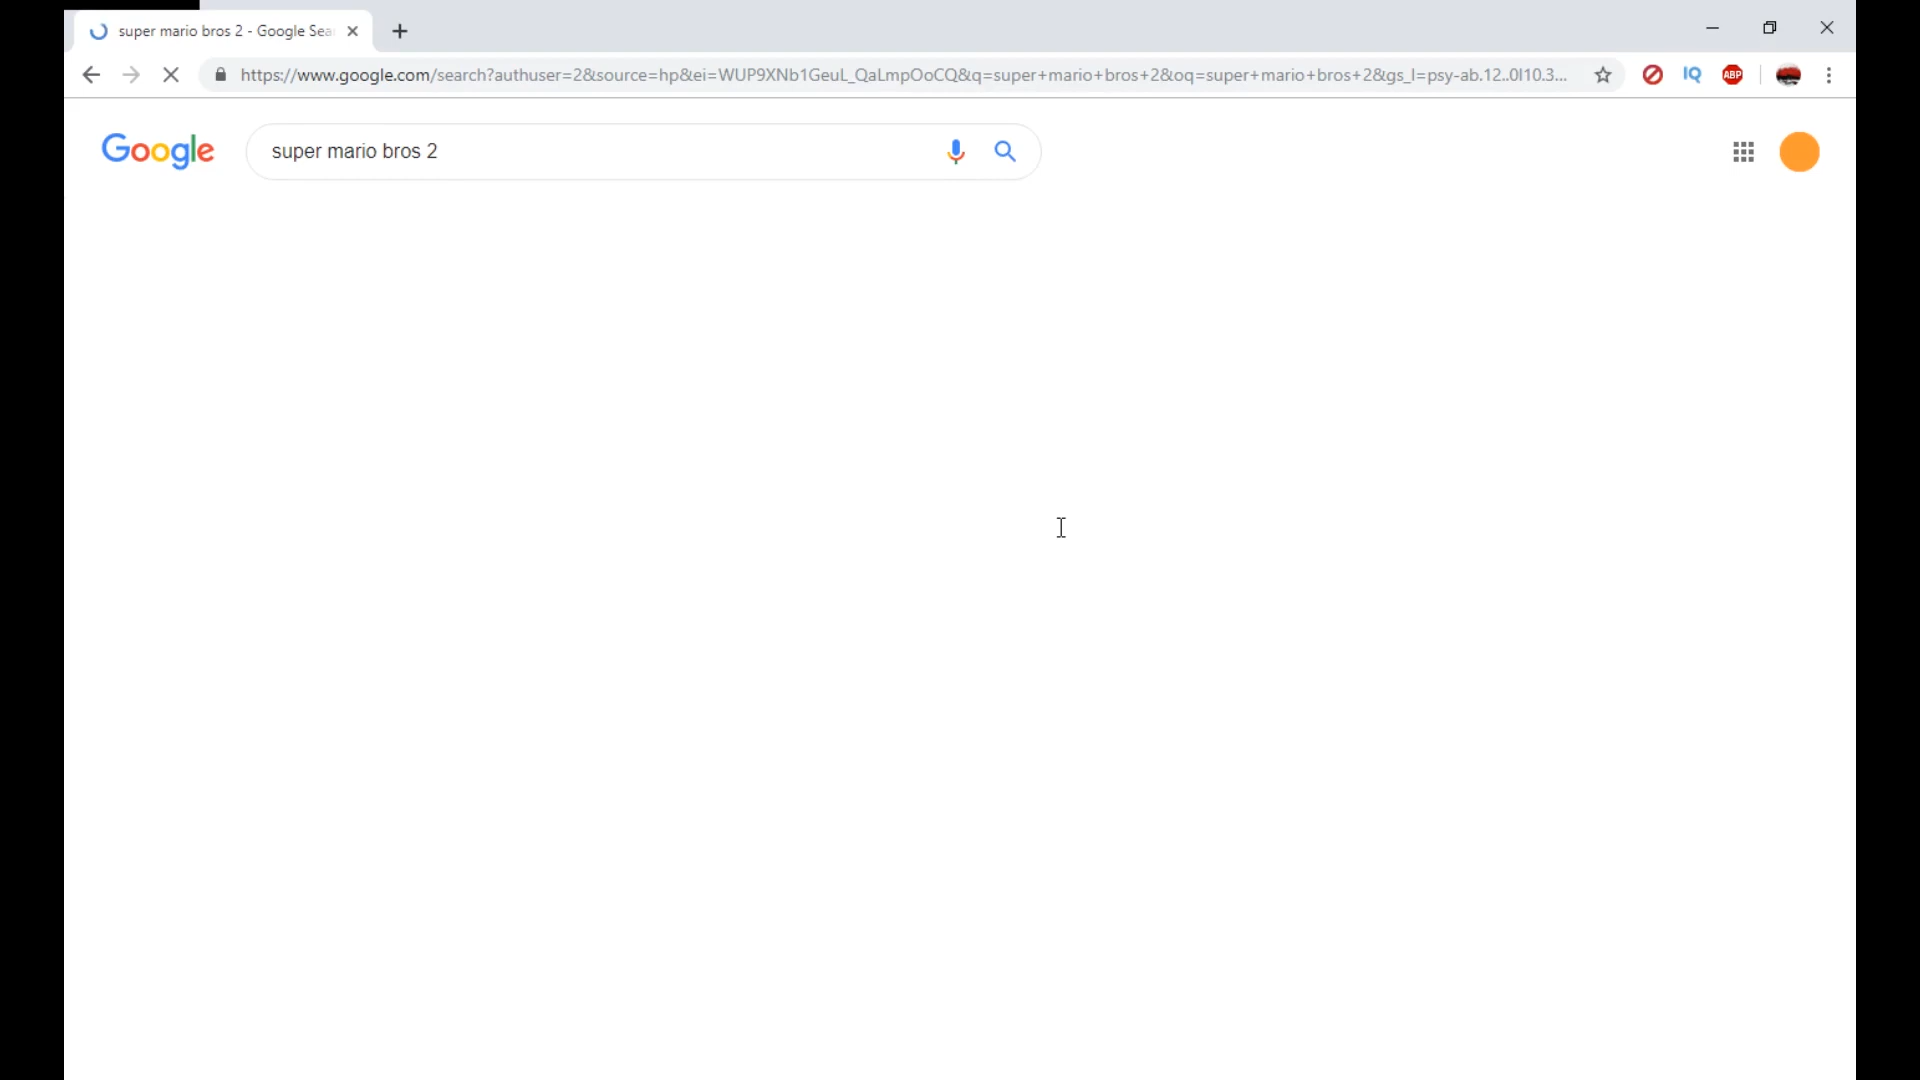 super mario bros 2 - Google Sea
https://www.google.com/search?authuser=2&source=hp&ei=WUP9XNb1GeuL_QaLmpOoCQ&q=super+mario+bros+2&oq=super+mario+bros+2&gs_l=psy-ab.12..0l10.3...
IQ
ABP
Google
super mario bros 2